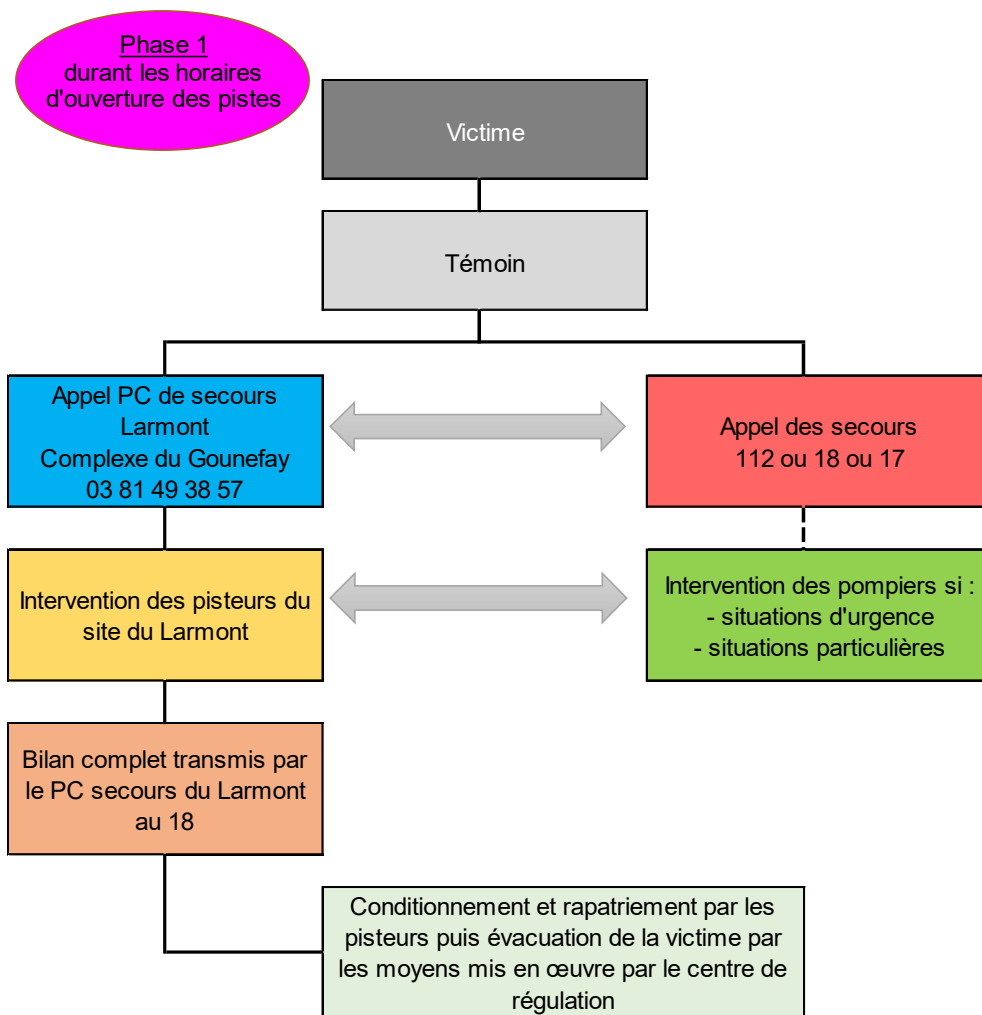 Phase 1
durant les horaires
d'ouverture des pistes
Victime
Témoin
Appel PC de secours
Larmont
Complexe du Gounefay
03 81 49 38 57
Appel des secours
112 ou 18 ou 17
Intervention des pisteurs du
site du Larmont
Intervention des pompiers si :
- situations d'urgence
- situations particulières
Bilan complet transmis par
le PC secours du Larmont
au 18
Conditionnement et rapatriement par les
pisteurs puis évacuation de la victime par
les moyens mis en œuvre par le centre de
régulation